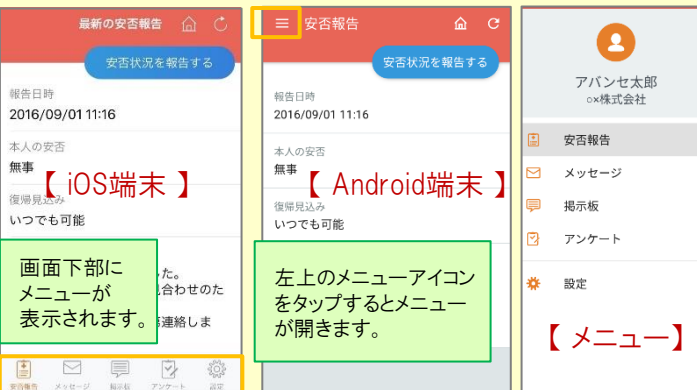 最新の安否報告
安否状況を報告する
報告日時
2016/09/01 11:16
本人の安否
無事
【 iOS端末 】
復帰見込み
いつでも可能
画面下部に
メニューが
表示されます。
した。
見合わせのた
連絡しま
安否報告
メッセージ
掲示板
アンケート
設定
安否報告
安否状況を報告する
報告日時
2016/09/01 11:16
本人の安否
無事
【 Android端末 】
復帰見込み
いつでも可能
左上のメニューアイコン
をタップするとメニュー
が開きます。
アバンセ太郎
○×株式会社
安否報告
メッセージ
掲示板
アンケート
設定
【 メニュー】